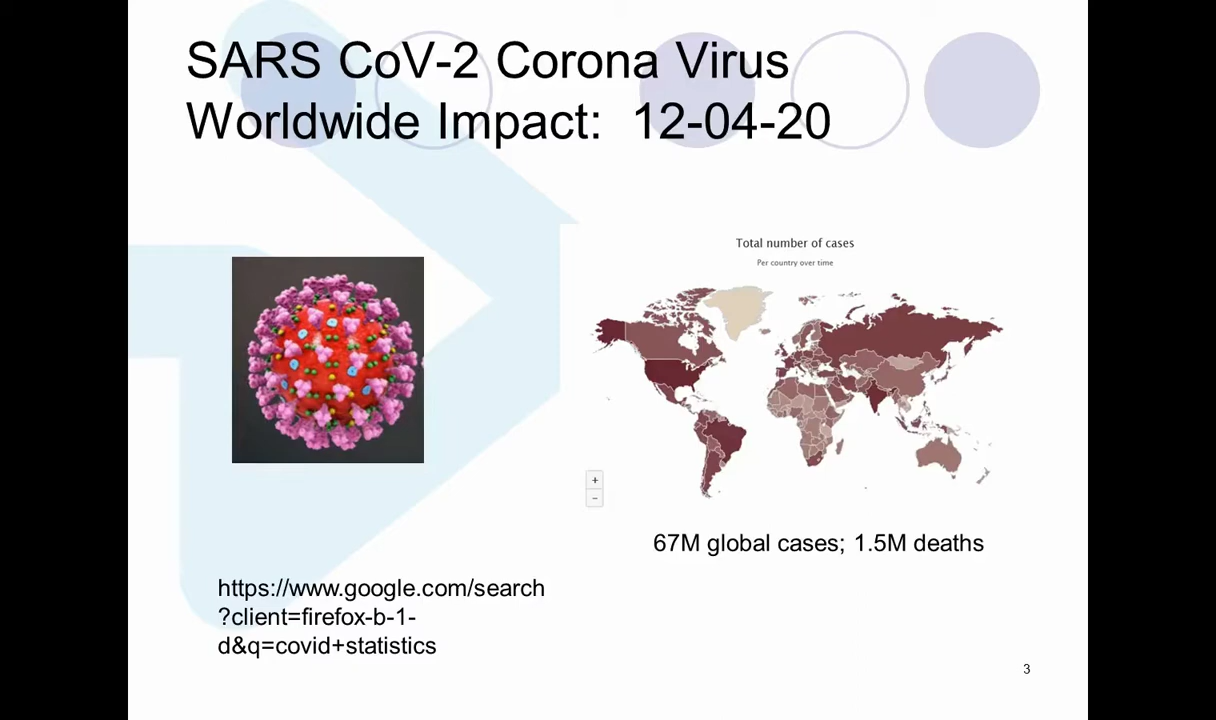 SARS CoV-2 Corona Virus
Worldwide Impact:  12-04-20
Total number of cases
Per country over time
+
−
67M global cases; 1.5M deaths
https://www.google.com/search
?client=firefox-b-1-
d&q=covid+statistics
3